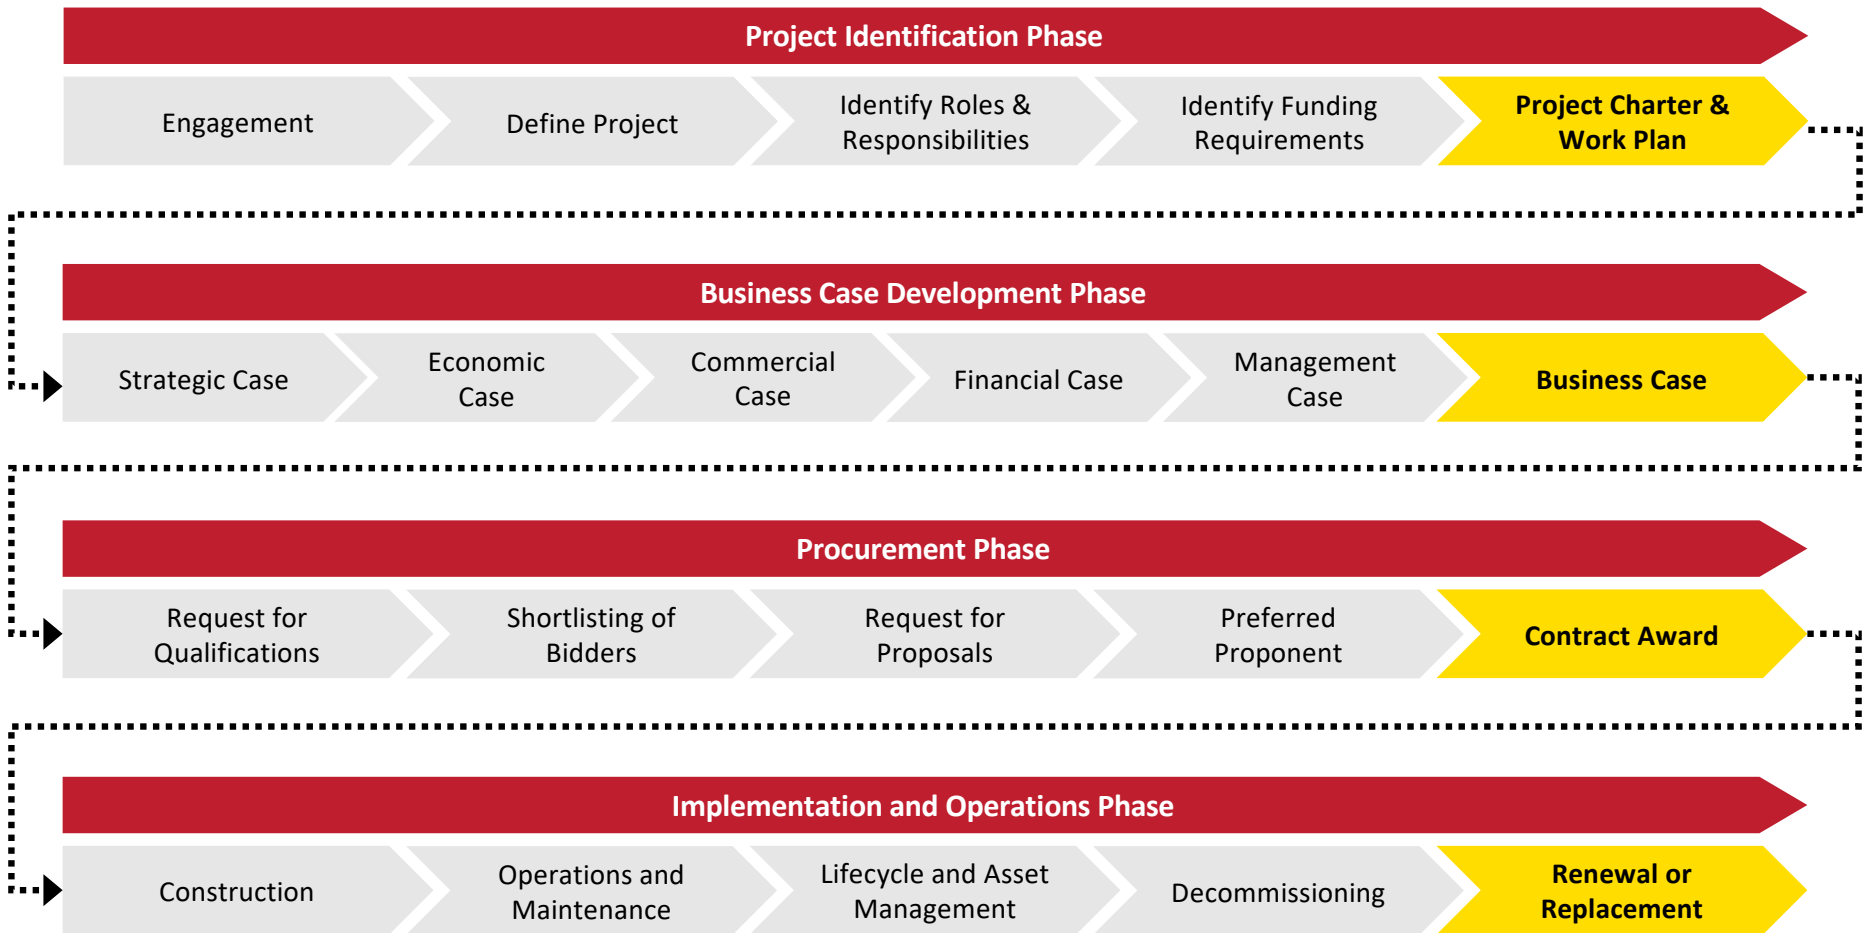 Project Identification Phase
Engagement
Define Project
Identify Roles &
Responsibilities
Identify Funding
Requirements
Project Charter &
Work Plan
Business Case Development Phase
Strategic Case
Economic
Case
Commercial
Case
Financial Case
Management
Case
Business Case
Procurement Phase
Request for
Qualifications
Shortlisting of
Bidders
Request for
Proposals
Preferred
Proponent
Contract Award
Implementation and Operations Phase
Construction
Operations and
Maintenance
Lifecycle and Asset
Management
Decommissioning
Renewal or
Replacement